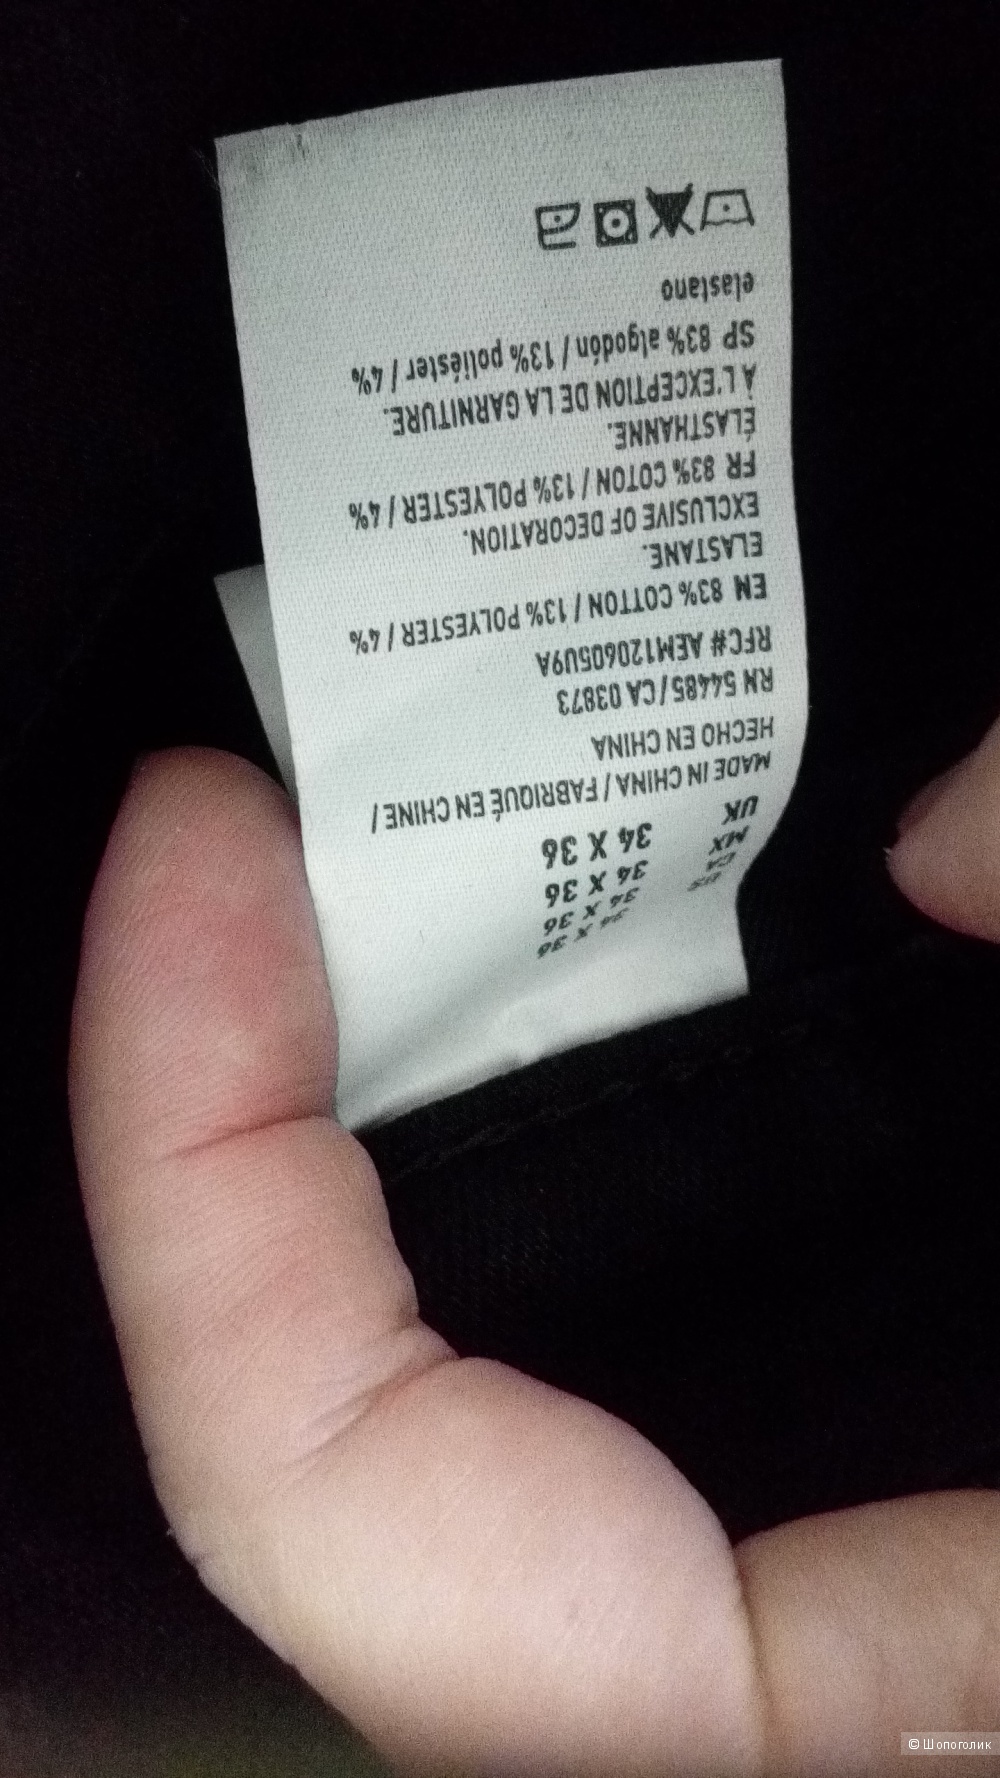 US 34 X 36
CA 34 X 36
MX 34 X 36
UK 34 X 36
MADE IN CHINA / FABRIQUÉ EN CHINE /
HECHO EN CHINA
RN 54485/CA 03873
RFC# AEM120605U9A
EN 83% COTTON / 13% POLYESTER / 4%
ELASTANE.
EXCLUSIVE OF DECORATION.
FR 83% COTON / 13% POLYESTER / 4%
ÉLASTHANNE.
À L'EXCEPTION DE LA GARNITURE.
SP 83% algodón / 13% poliéster / 4%
elastano
© Шопоголик